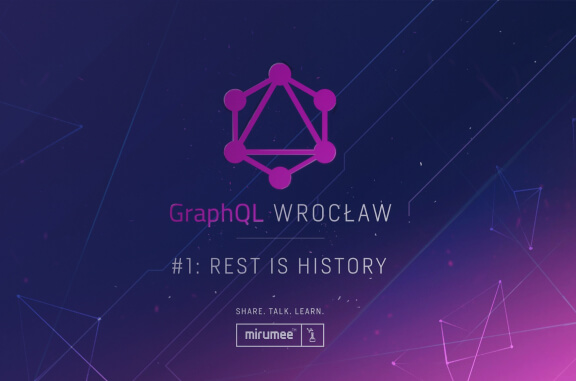 GraphQL WROCŁAW
#1: REST IS HISTORY
SHARE. TALK. LEARN.
mirumee